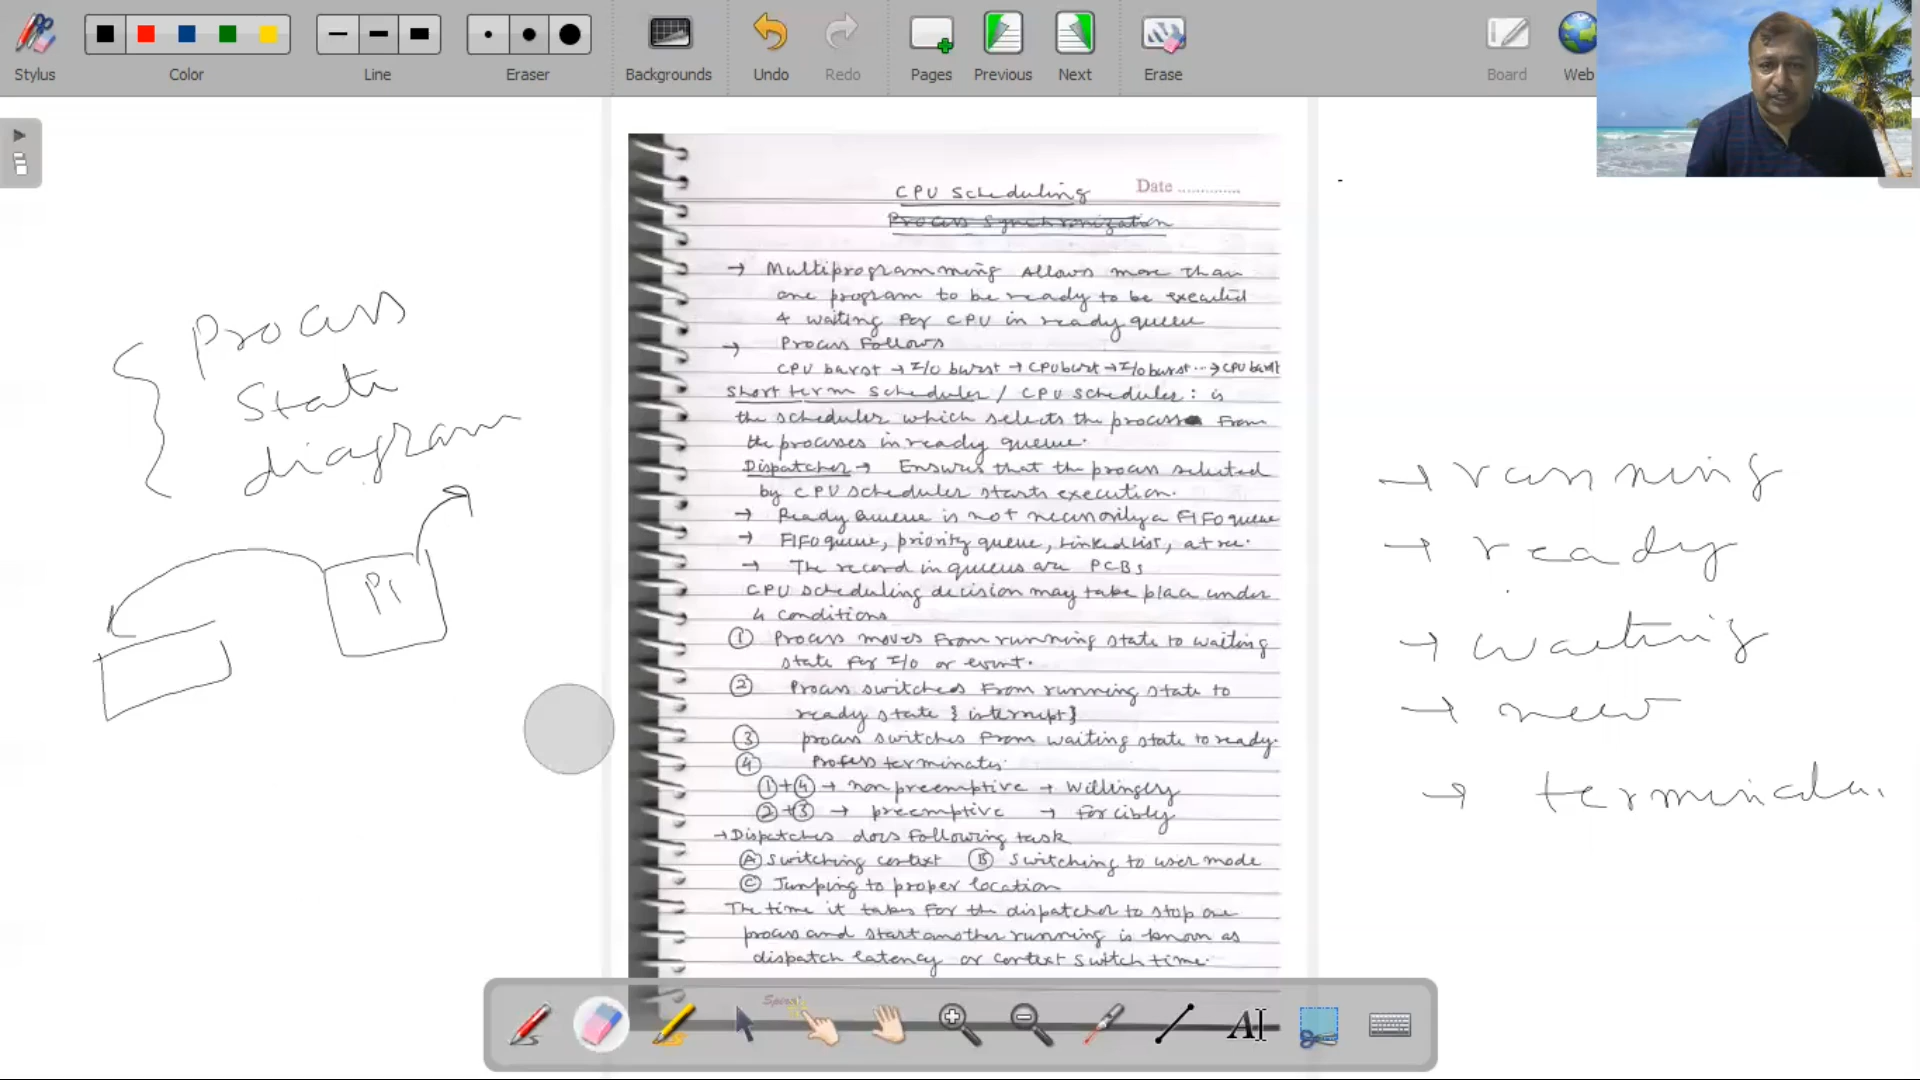 Stylus
Color
Line
Eraser
Backgrounds
Undo
Redo
Pages
Previous
Next
Erase
Board
Web
Process
State
diagram
P1
CPU Scheduling
Date ..............
Process Synchronization
→ Multiprogramming allows more than
one program to be ready to be executed
& waiting for CPU in ready queue
→ Process Follows
CPU burst → I/O burst → CPU burst → I/O burst ... → CPU burst
Short term scheduler / CPU scheduler : is
the scheduler which selects the process from
the processes in ready queue.
Dispatcher → Ensures that the process selected
by CPU scheduler starts execution.
→ Ready Queue is not necessarily a FIFO queue
→ FIFO queue, priority queue, Linked List, a tree.
→ The record in queues are PCBs
CPU scheduling decision may take place under
4 conditions
① Process moves from running state to waiting
state for I/O or event.
② Process switches from running state to
ready state { interrupt }
③ process switches from waiting state to ready.
④ Process terminates.
①+④ → non preemptive → willingly
②+③ → preemptive → forcibly
→ Dispatches does following task
Ⓐ Switching context Ⓑ Switching to user mode
Ⓒ Jumping to proper location
The time it takes for the dispatcher to stop one
process and start another running is known as
dispatch latency or context switch time.
→ running
→ ready
→ waiting
→ new
→
AI